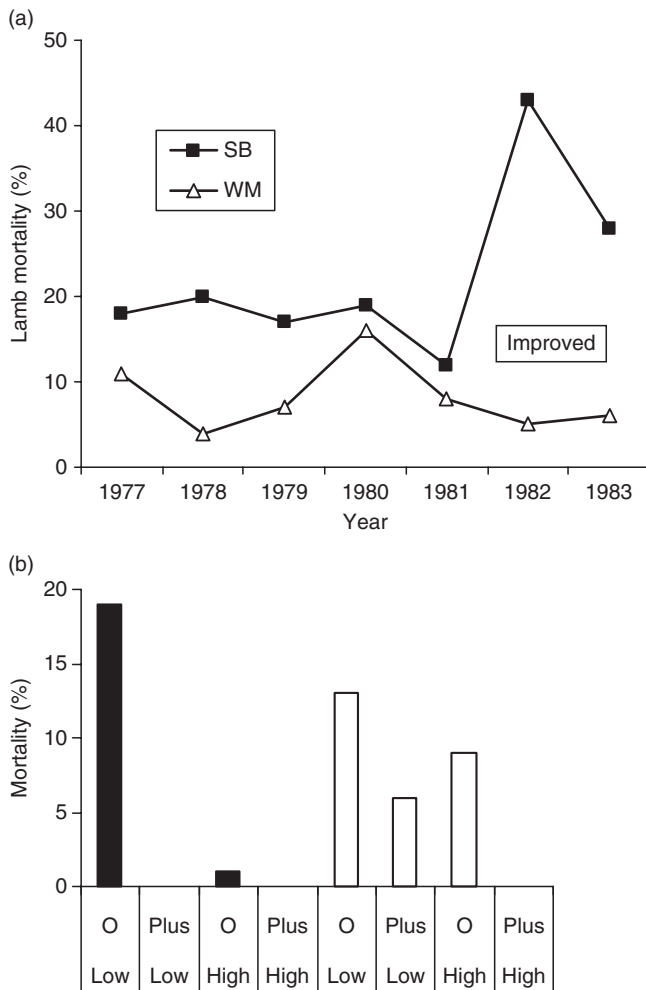 (a)
50
40
30
20
10
0
Lamb mortality (%)
SB
WM
Improved
1977 1978 1979 1980 1981 1982 1983
Year
(b)
20
15
10
5
0
Mortality (%)
O Plus O Plus O Plus O Plus
Low Low High High Low Low High High